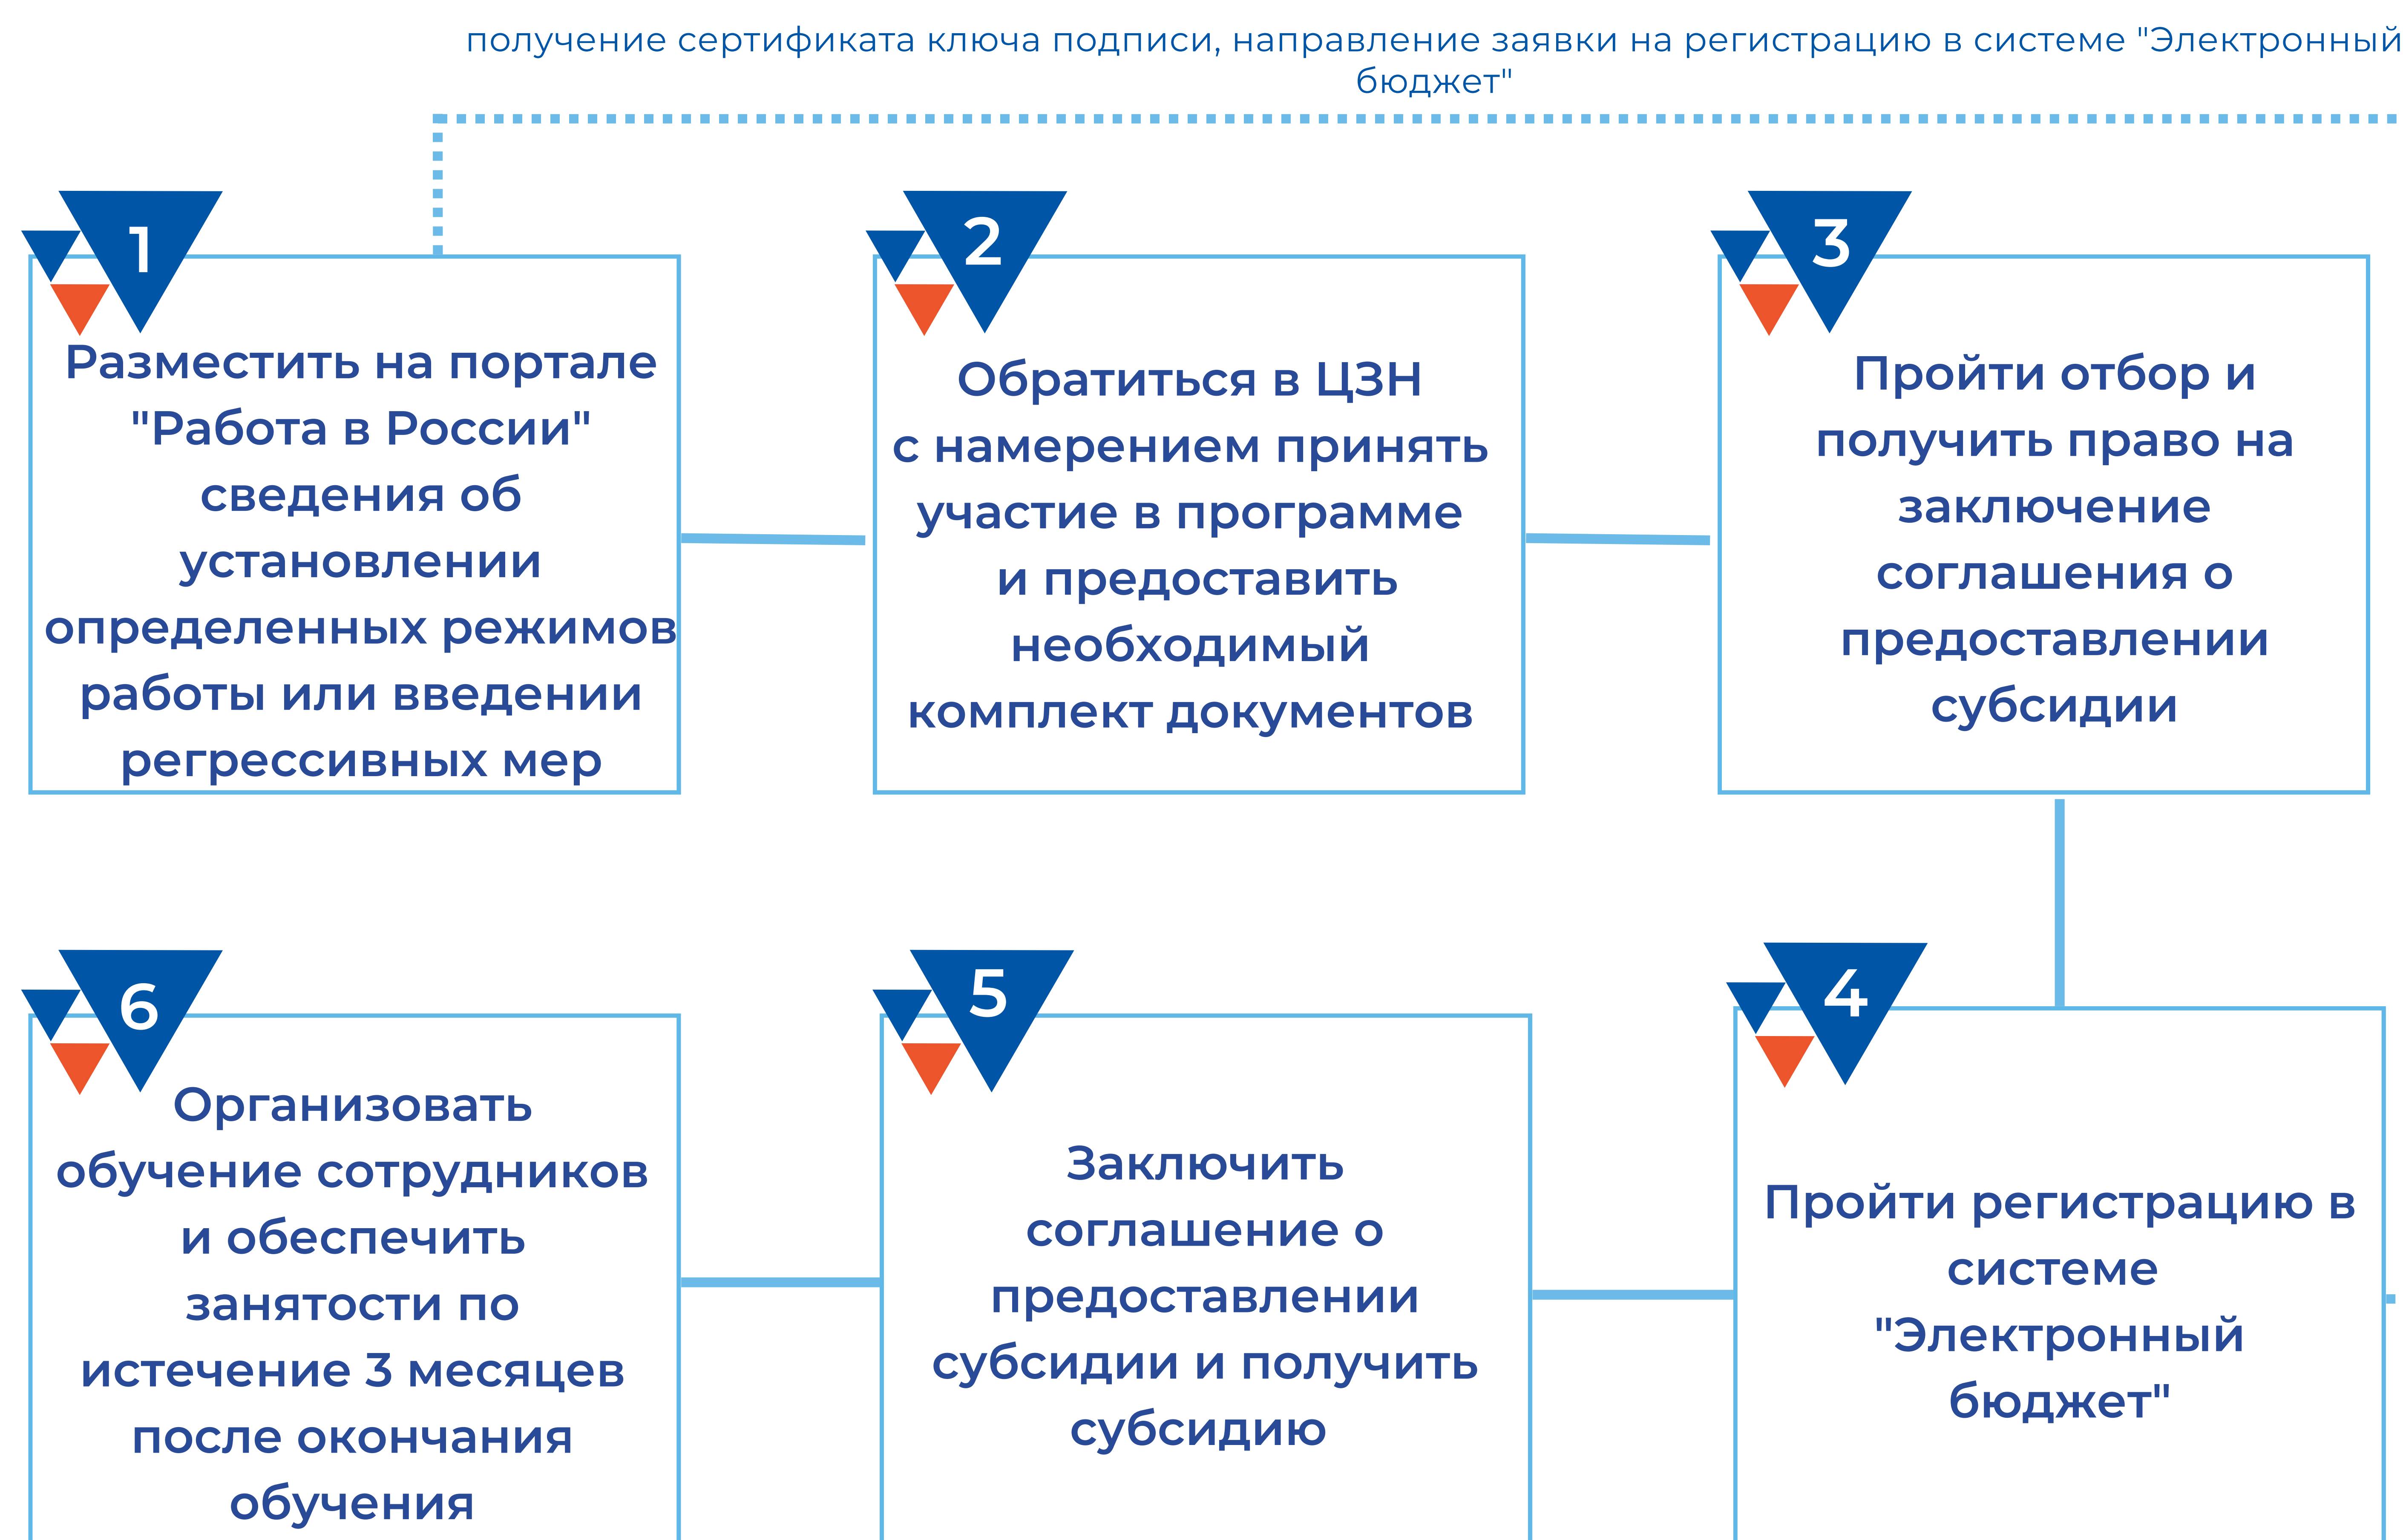 получение сертификата ключа подписи, направление заявки на регистрацию в системе "Электронный
бюджет"
1
Разместить на портале
"Работа в России"
сведения об
установлении
определенных режимов
работы или введении
регрессивных мер
2
Обратиться в ЦЗН
с намерением принять
участие в программе
и предоставить
необходимый
комплект документов
3
Пройти отбор и
получить право на
заключение
соглашения о
предоставлении
субсидии
4
Пройти регистрацию в
системе
"Электронный
бюджет"
5
Заключить
соглашение о
предоставлении
субсидии и получить
субсидию
6
Организовать
обучение сотрудников
и обеспечить
занятости по
истечение 3 месяцев
после окончания
обучения